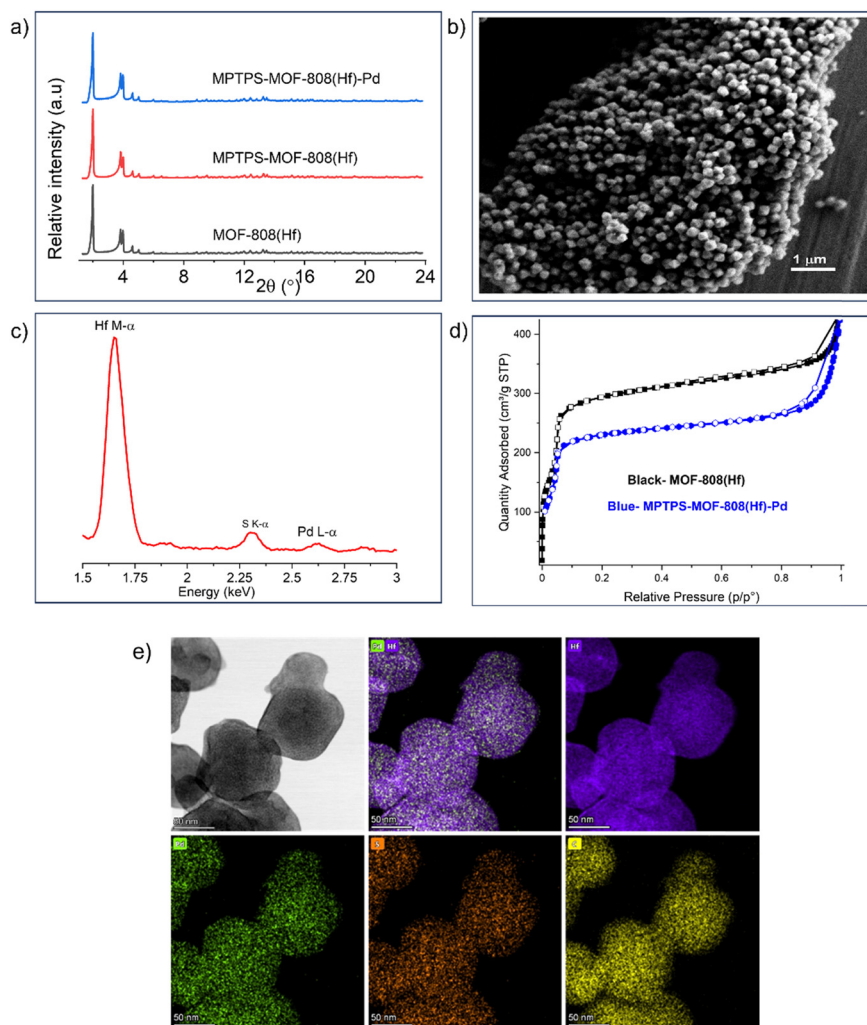 a)
Relative intensity (a.u)
MPTPS-MOF-808(Hf)-Pd
MPTPS-MOF-808(Hf)
MOF-808(Hf)
4 8 12 16 20 24
2θ (°)
b)
1 μm
c)
Hf M-α
S K-α
Pd L-α
1.5 1.75 2 2.25 2.5 2.75 3
Energy (keV)
d)
Quantity Adsorbed (cm³/g STP)
400
300
200
100
Black- MOF-808(Hf)
Blue- MPTPS-MOF-808(Hf)-Pd
0 0.2 0.4 0.6 0.8 1
Relative Pressure (p/p°)
e)
50 nm
Pd Hf
50 nm
Hf
50 nm
Pd
50 nm
50 nm
50 nm